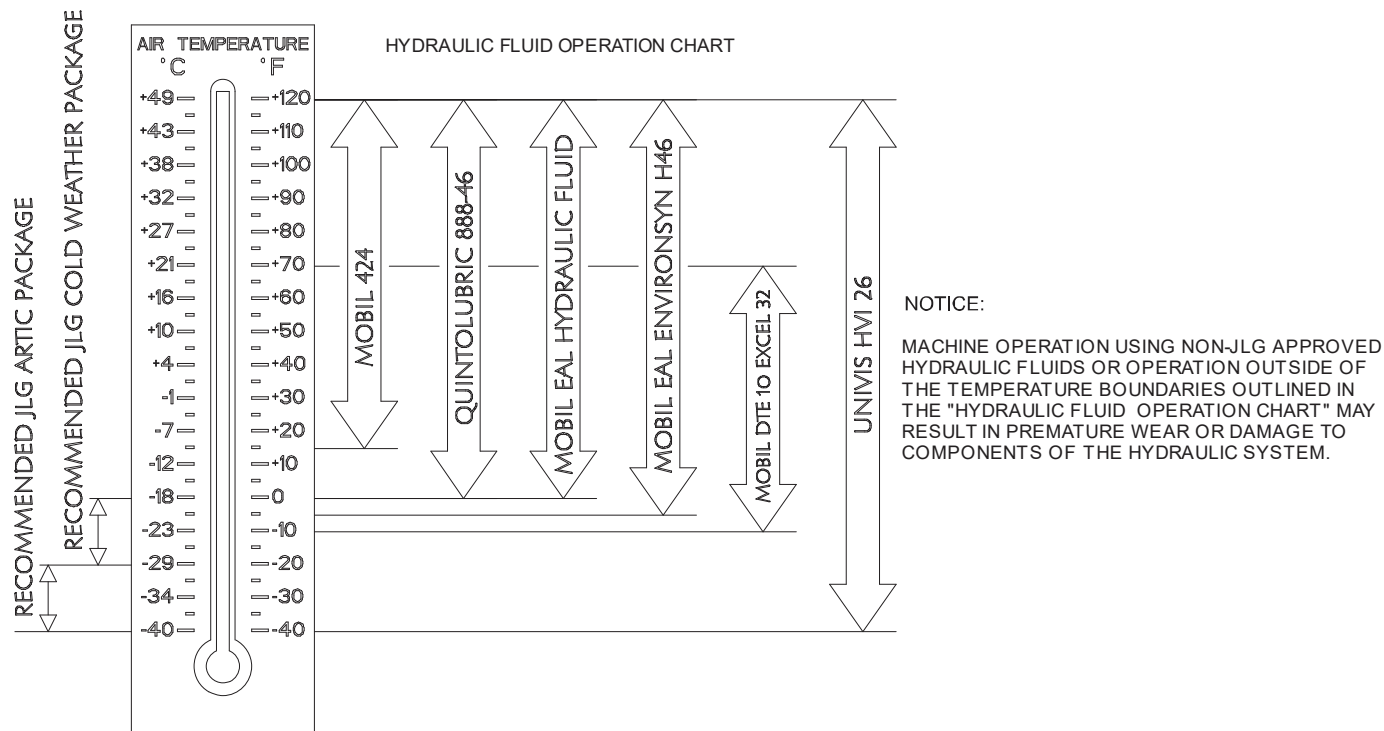 RECOMMENDED JLG ARTIC PACKAGE
RECOMMENDED JLG COLD WEATHER PACKAGE
AIR TEMPERATURE
°C °F
+49 +120
+43 +110
+38 +100
+32 +90
+27 +80
+21 +70
+16 +60
+10 +50
+4 +40
-1 +30
-7 +20
-12 +10
-18 0
-23 -10
-29 -20
-34 -30
-40 -40
HYDRAULIC FLUID OPERATION CHART
MOBIL 424
QUINTOLUBRIC 888-46
MOBIL EAL HYDRAULIC FLUID
MOBIL EAL ENVIRONSYN H46
MOBIL DTE 10 EXCEL 32
UNIVIS HVI 26
NOTICE:
MACHINE OPERATION USING NON-JLG APPROVED
HYDRAULIC FLUIDS OR OPERATION OUTSIDE OF
THE TEMPERATURE BOUNDARIES OUTLINED IN
THE "HYDRAULIC FLUID OPERATION CHART" MAY
RESULT IN PREMATURE WEAR OR DAMAGE TO
COMPONENTS OF THE HYDRAULIC SYSTEM.